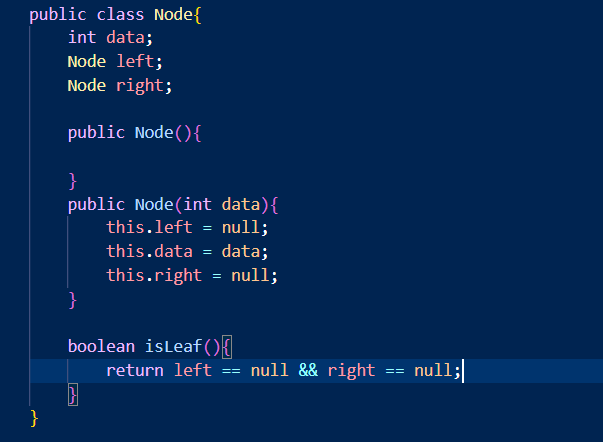 public class Node{
    int data;
    Node left;
    Node right;

    public Node(){

    }
    public Node(int data){
        this.left = null;
        this.data = data;
        this.right = null;
    }

    boolean isLeaf(){
        return left == null && right == null;
    }
}